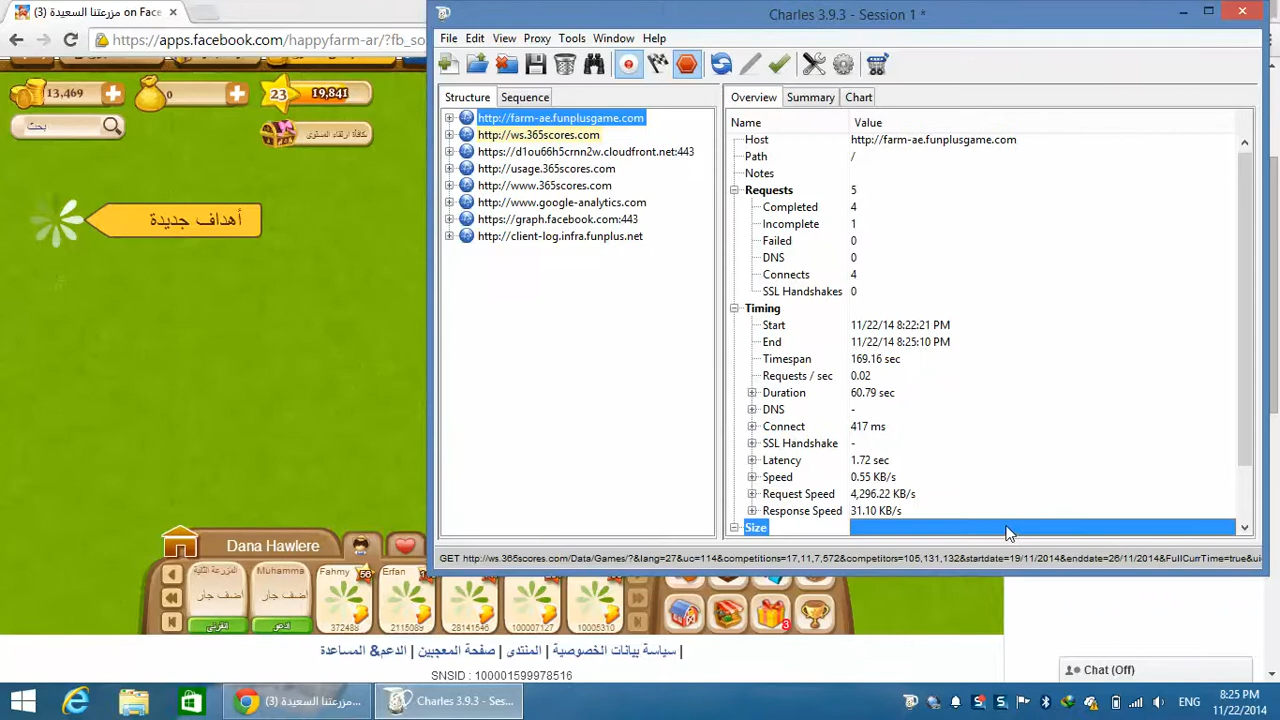 (3) مزرعتنا السعيدة on Face
https://apps.facebook.com/happyfarm-ar/?fb_so
13,469
0
23
19,841
بحث
كافأة ارتقاء المستوى
أهداف جديدة
Dana Hawlere
المزرعة الثانية
اضف جار
Muhamma
اضف جار
ادعو
Fahmy
372488
Erfan
2115089
28141546
100007127
10005310
3
سياسة بيانات الخصوصية | المنتدى | صفحة المعجبين | الدعم& المساعدة
SNSID : 100001599978516
Charles 3.9.3 - Session 1 *
File Edit View Proxy Tools Window Help
Structure Sequence
http://farm-ae.funplusgame.com
http://ws.365scores.com
https://d1ou66h5crnn2w.cloudfront.net:443
http://usage.365scores.com
http://www.365scores.com
http://www.google-analytics.com
https://graph.facebook.com:443
http://client-log.infra.funplus.net
Overview Summary Chart
Name Value
Host http://farm-ae.funplusgame.com
Path /
Notes
Requests 5
Completed 4
Incomplete 1
Failed 0
DNS 0
Connects 4
SSL Handshakes 0
Timing
Start 11/22/14 8:22:21 PM
End 11/22/14 8:25:10 PM
Timespan 169.16 sec
Requests / sec 0.02
Duration 60.79 sec
DNS -
Connect 417 ms
SSL Handshake -
Latency 1.72 sec
Speed 0.55 KB/s
Request Speed 4,296.22 KB/s
Response Speed 31.10 KB/s
Size
GET http://ws.365scores.com/Data/Games/?&lang=27&uc=114&competitions=17,11,7,572&competitors=105,131,132&startdate=19/11/2014&enddate=26/11/2014&FullCurrTime=true&ui
Chat (Off)
(3) مزرعتنا السعيدة...
Charles 3.9.3 - Ses...
ENG
8:25 PM
11/22/2014